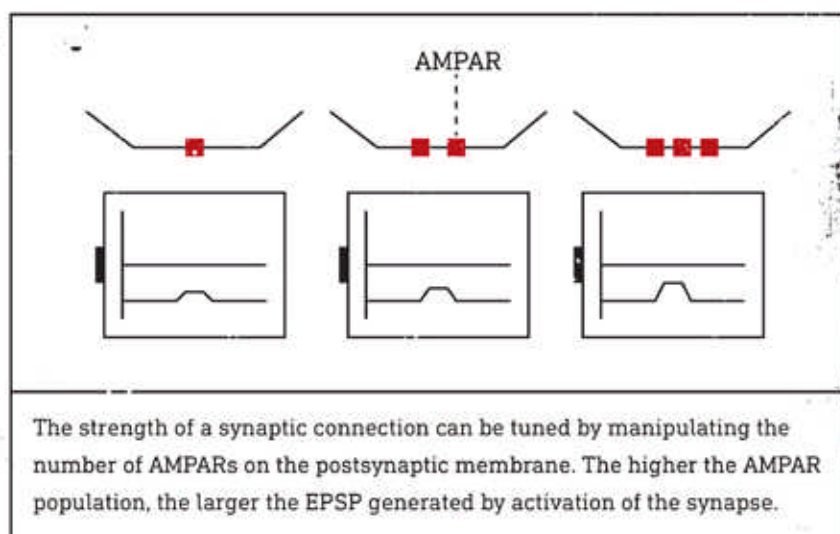 AMPAR
The strength of a synaptic connection can be tuned by manipulating the
number of AMPARs on the postsynaptic membrane. The higher the AMPAR
population, the larger the EPSP generated by activation of the synapse.